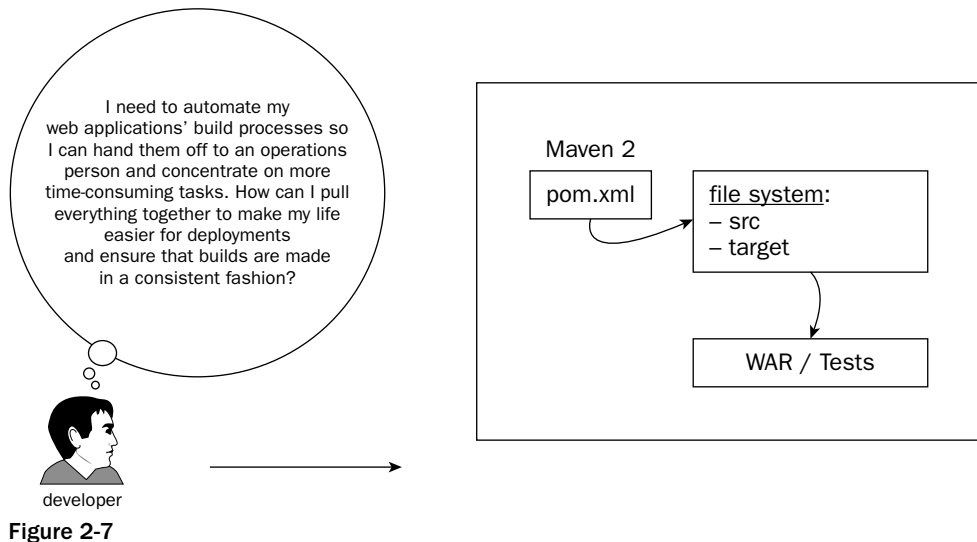 I need to automate my
web applications’ build processes so
I can hand them off to an operations
person and concentrate on more
time-consuming tasks. How can I pull
everything together to make my life
easier for deployments
and ensure that builds are made
in a consistent fashion?
developer
Maven 2
pom.xml
file system:
– src
– target
WAR / Tests
Figure 2-7